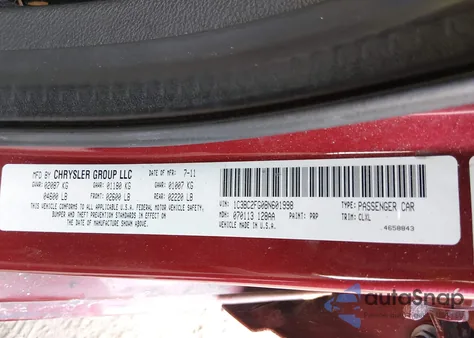 MFD BY CHRYSLER GROUP LLC
DATE OF MFR: 7-11
GVWR: 02087 KG
GAWR: 01180 KG
GAWR: 01007 KG
04600 LB
FRONT: 02600 LB
REAR: 02220 LB
THIS VEHICLE CONFORMS TO ALL APPLICABLE U.S.A. FEDERAL MOTOR VEHICLE SAFETY,
BUMPER AND THEFT PREVENTION STANDARDS IN EFFECT ON THE
DATE OF MANUFACTURE SHOWN ABOVE.
VIN: 1C3BC2FG0BN601998
TYPE: PASSENGER CAR
MDH: 070113 128AA
PAINT: PRP
TRIM: CLXL
VEHICLE MADE IN U.S.A.
4658843
autoSnap